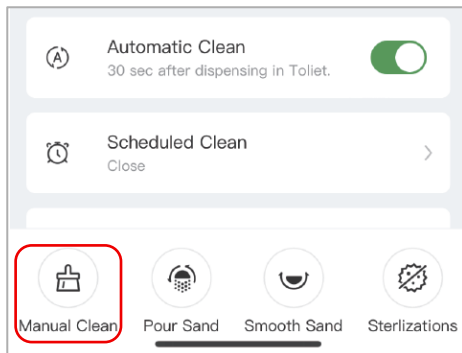 Automatic Clean
30 sec after dispensing in Toliet.
Scheduled Clean
Close
Manual Clean
Pour Sand
Smooth Sand
Sterlizations